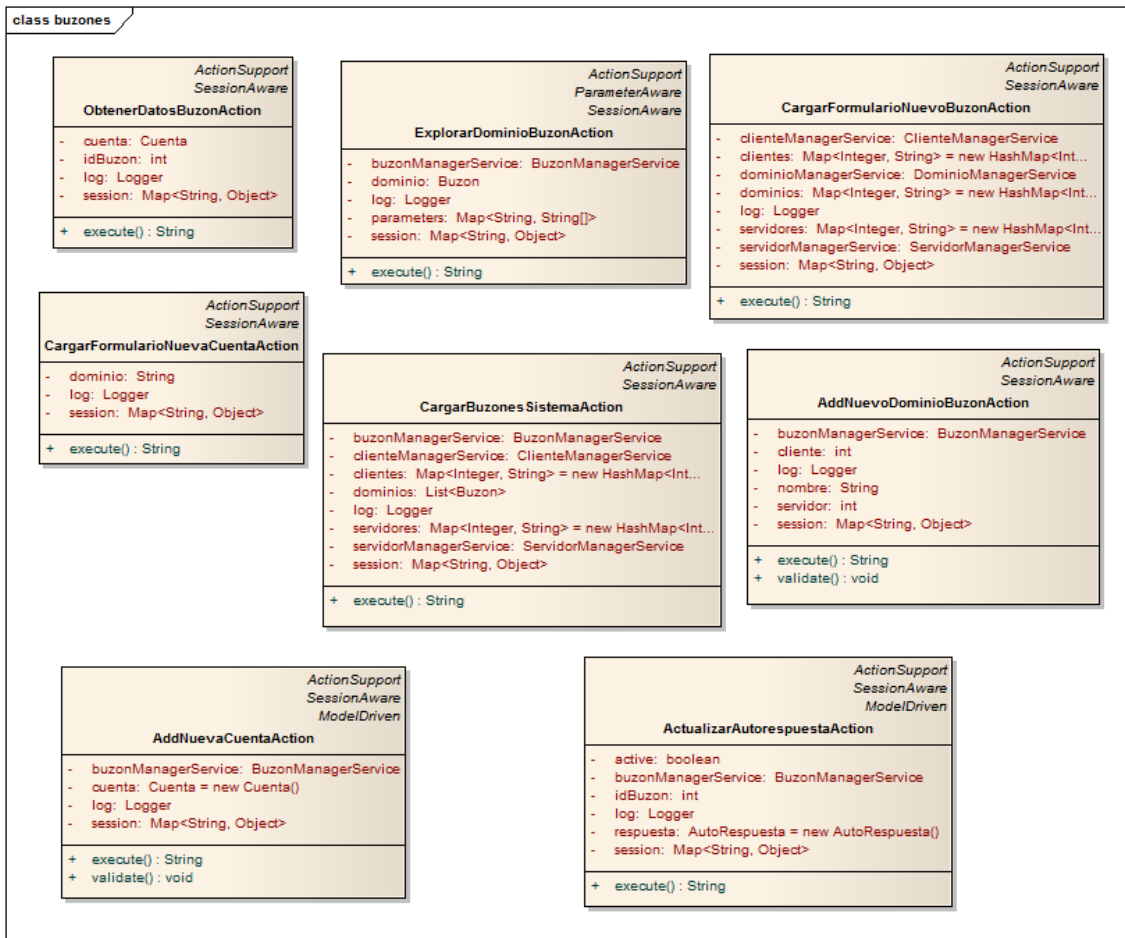 class buzones
ActionSupport
SessionAware
ObtenerDatosBuzonAction
- cuenta: Cuenta
- idBuzon: int
- log: Logger
- session: Map<String, Object>
+ execute() : String
ActionSupport
ParameterAware
SessionAware
ExplorarDominioBuzonAction
- buzonManagerService: BuzonManagerService
- dominio: Buzon
- log: Logger
- parameters: Map<String, String[]>
- session: Map<String, Object>
+ execute() : String
ActionSupport
SessionAware
CargarFormularioNuevoBuzonAction
- clienteManagerService: ClienteManagerService
- clientes: Map<Integer, String> = new HashMap<Int...
- dominioManagerService: DominioManagerService
- dominios: Map<Integer, String> = new HashMap<Int...
- log: Logger
- servidores: Map<Integer, String> = new HashMap<Int...
- servidorManagerService: ServidorManagerService
- session: Map<String, Object>
+ execute() : String
ActionSupport
SessionAware
CargarFormularioNuevaCuentaAction
- dominio: String
- log: Logger
- session: Map<String, Object>
+ execute() : String
ActionSupport
SessionAware
CargarBuzonesSistemaAction
- buzonManagerService: BuzonManagerService
- clienteManagerService: ClienteManagerService
- clientes: Map<Integer, String> = new HashMap<Int...
- dominios: List<Buzon>
- log: Logger
- servidores: Map<Integer, String> = new HashMap<Int...
- servidorManagerService: ServidorManagerService
- session: Map<String, Object>
+ execute() : String
ActionSupport
SessionAware
AddNuevoDominioBuzonAction
- buzonManagerService: BuzonManagerService
- cliente: int
- log: Logger
- nombre: String
- servidor: int
- session: Map<String, Object>
+ execute() : String
+ validate() : void
ActionSupport
SessionAware
ModelDriven
AddNuevaCuentaAction
- buzonManagerService: BuzonManagerService
- cuenta: Cuenta = new Cuenta()
- log: Logger
- session: Map<String, Object>
+ execute() : String
+ validate() : void
ActionSupport
SessionAware
ModelDriven
ActualizarAutorespuestaAction
- active: boolean
- buzonManagerService: BuzonManagerService
- idBuzon: int
- log: Logger
- respuesta: AutoRespuesta = new AutoRespuesta()
- session: Map<String, Object>
+ execute() : String